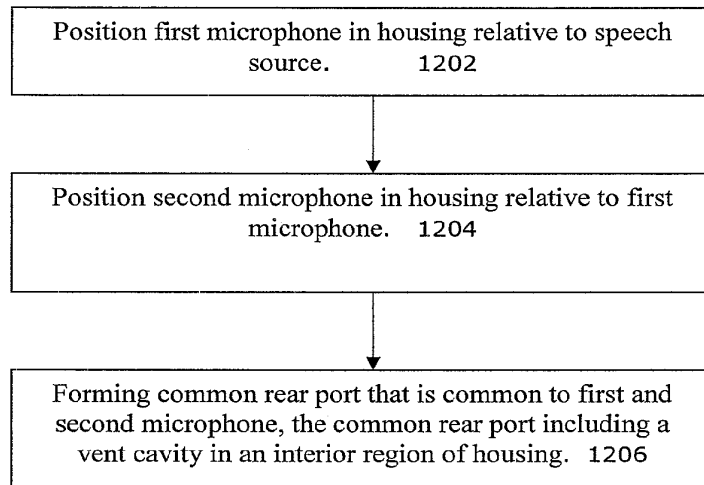 Position first microphone in housing relative to speech
source. 1202
Position second microphone in housing relative to first
microphone. 1204
Forming common rear port that is common to first and
second microphone, the common rear port including a
vent cavity in an interior region of housing. 1206